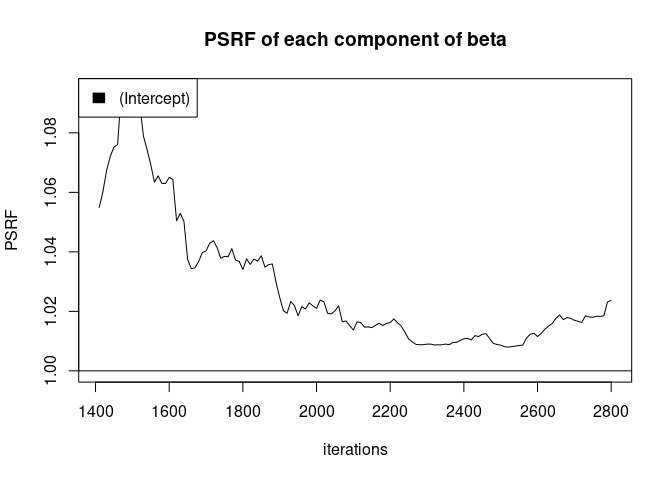 PSRF of each component of beta
(Intercept)
PSRF
1.08
1.06
1.04
1.02
1.00
1400 1600 1800 2000 2200 2400 2600 2800
iterations